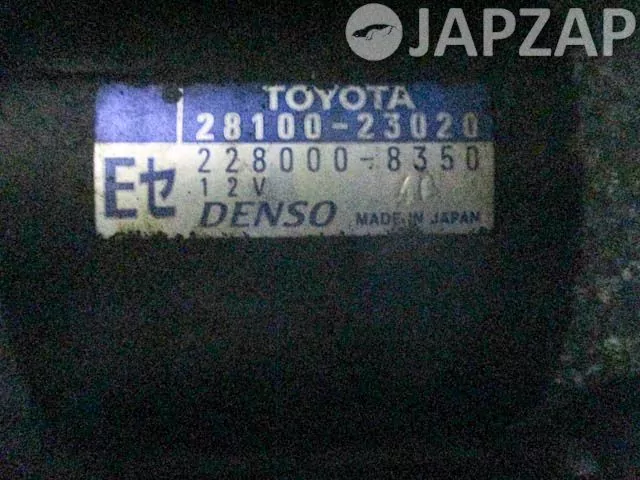 JAPZAP
TOYOTA
28100-23020
228000-8350
12V
Eセ
DENSO MADE IN JAPAN